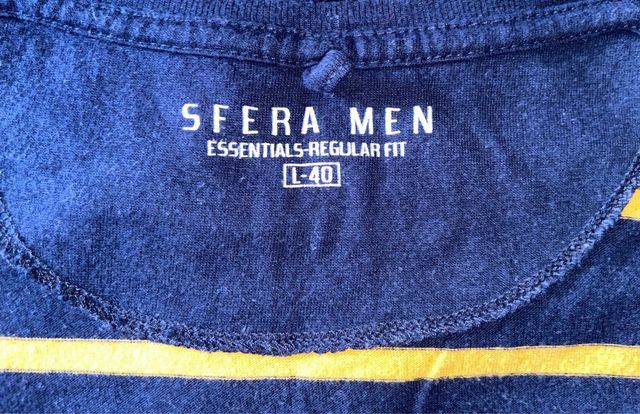 SFERA MEN
ESSENTIALS-REGULAR FIT
L-40